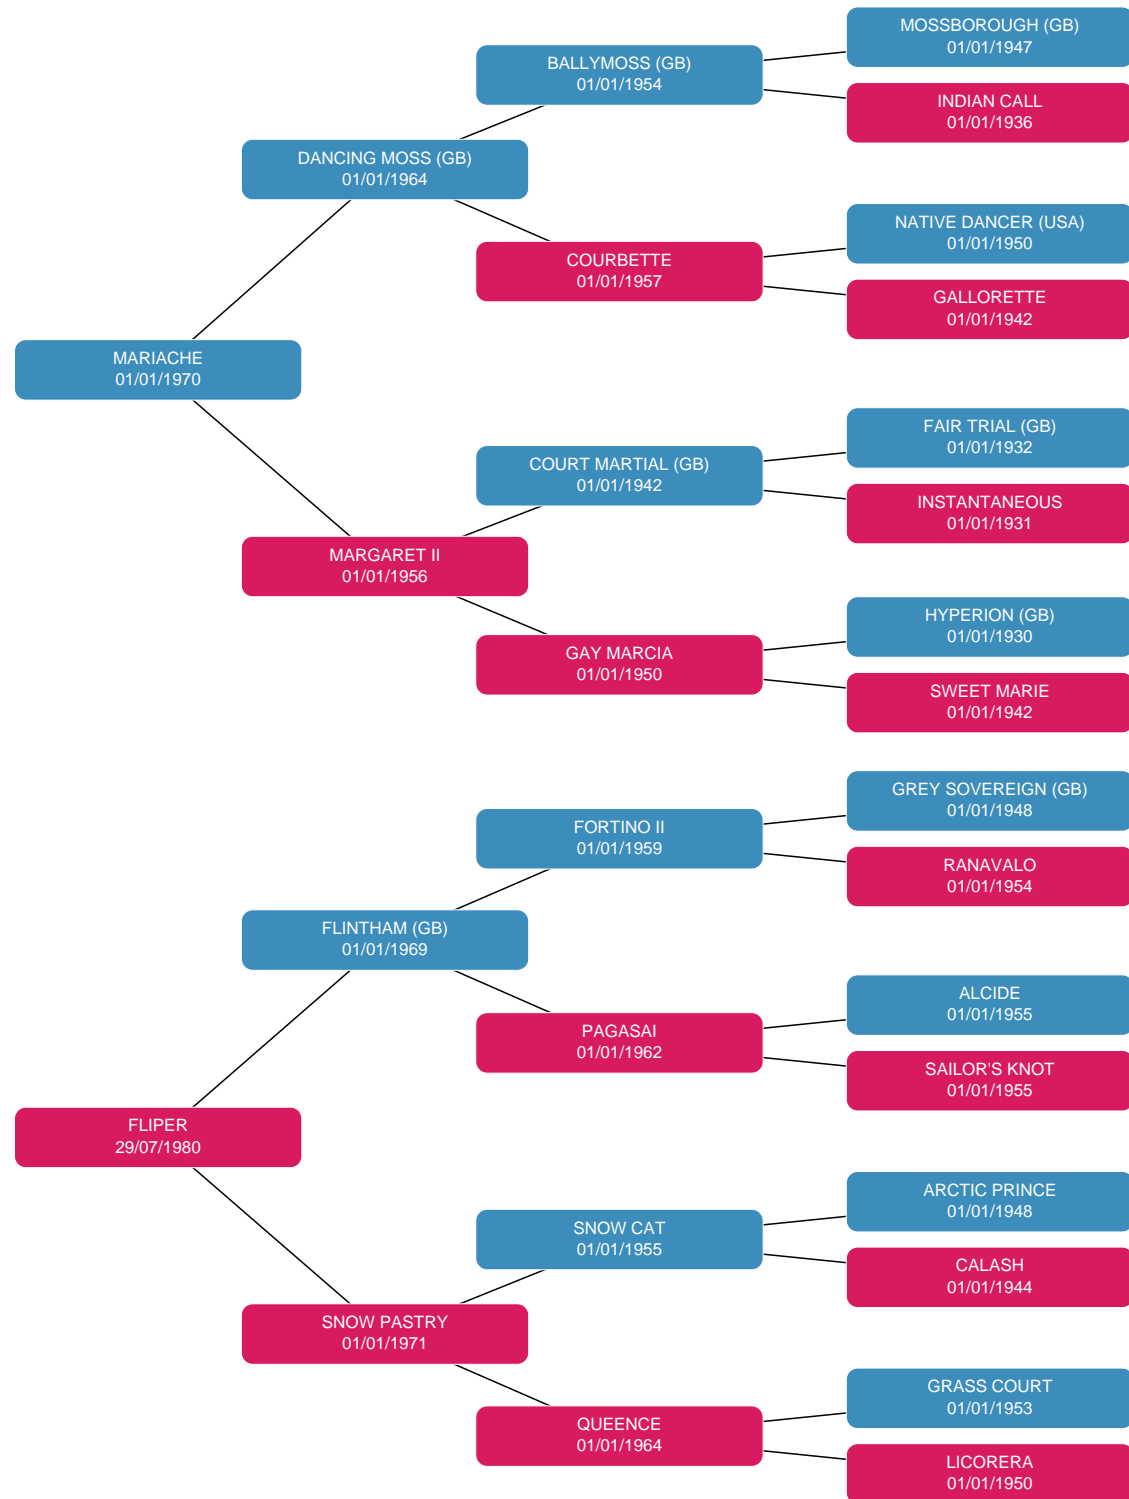 MOSSBOROUGH (GB)
01/01/1947
BALLYMOSS (GB)
01/01/1954
INDIAN CALL
01/01/1936
DANCING MOSS (GB)
01/01/1964
NATIVE DANCER (USA)
01/01/1950
COURBETTE
01/01/1957
GALLORETTE
01/01/1942
MARIACHE
01/01/1970
FAIR TRIAL (GB)
01/01/1932
COURT MARTIAL (GB)
01/01/1942
INSTANTANEOUS
01/01/1931
MARGARET II
01/01/1956
HYPERION (GB)
01/01/1930
GAY MARCIA
01/01/1950
SWEET MARIE
01/01/1942
GREY SOVEREIGN (GB)
01/01/1948
FORTINO II
01/01/1959
RANAVALO
01/01/1954
FLINTHAM (GB)
01/01/1969
ALCIDE
01/01/1955
PAGASAI
01/01/1962
SAILOR'S KNOT
01/01/1955
FLIPER
29/07/1980
ARCTIC PRINCE
01/01/1948
SNOW CAT
01/01/1955
CALASH
01/01/1944
SNOW PASTRY
01/01/1971
GRASS COURT
01/01/1953
QUEENCE
01/01/1964
LICORERA
01/01/1950